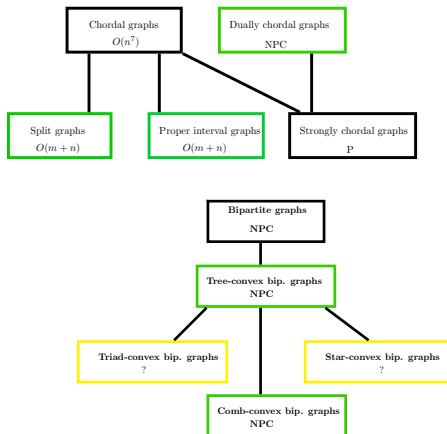 Chordal graphs
O(n^7)
Dually chordal graphs
NPC
Split graphs
O(m + n)
Proper interval graphs
O(m + n)
Strongly chordal graphs
P
Bipartite graphs
NPC
Tree-convex bip. graphs
NPC
Triad-convex bip. graphs
?
Star-convex bip. graphs
?
Comb-convex bip. graphs
NPC